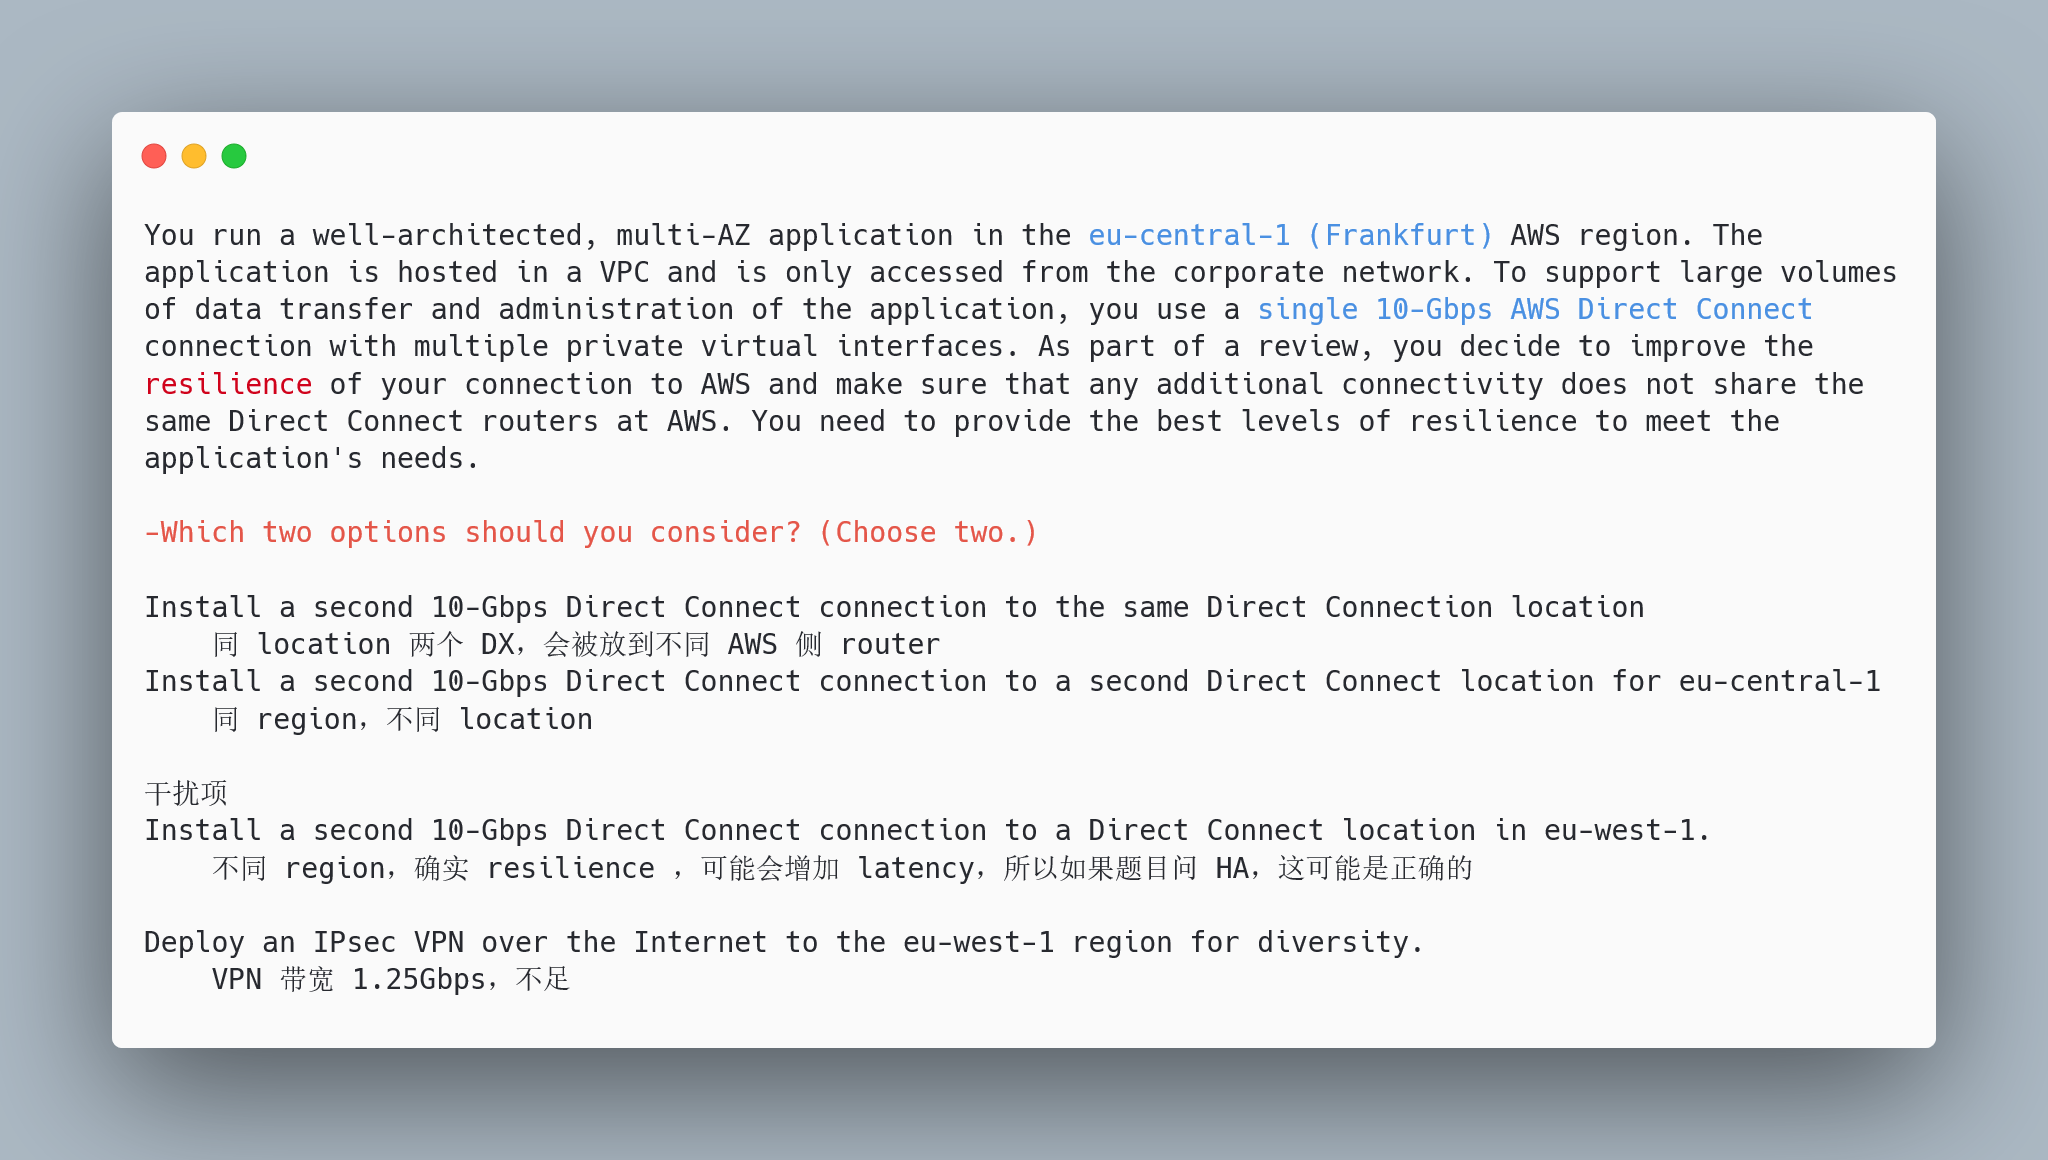 You run a well-architected, multi-AZ application in the eu-central-1 (Frankfurt) AWS region. The
application is hosted in a VPC and is only accessed from the corporate network. To support large volumes
of data transfer and administration of the application, you use a single 10-Gbps AWS Direct Connect
connection with multiple private virtual interfaces. As part of a review, you decide to improve the
resilience of your connection to AWS and make sure that any additional connectivity does not share the
same Direct Connect routers at AWS. You need to provide the best levels of resilience to meet the
application's needs.
-Which two options should you consider? (Choose two.)
Install a second 10-Gbps Direct Connect connection to the same Direct Connection location
同 location 两个 DX，会被放到不同 AWS 侧 router
Install a second 10-Gbps Direct Connect connection to a second Direct Connect location for eu-central-1
同 region，不同 location
干扰项
Install a second 10-Gbps Direct Connect connection to a Direct Connect location in eu-west-1.
不同 region，确实 resilience ，可能会增加 latency，所以如果题目问 HA，这可能是正确的
Deploy an IPsec VPN over the Internet to the eu-west-1 region for diversity.
VPN 带宽 1.25Gbps，不足